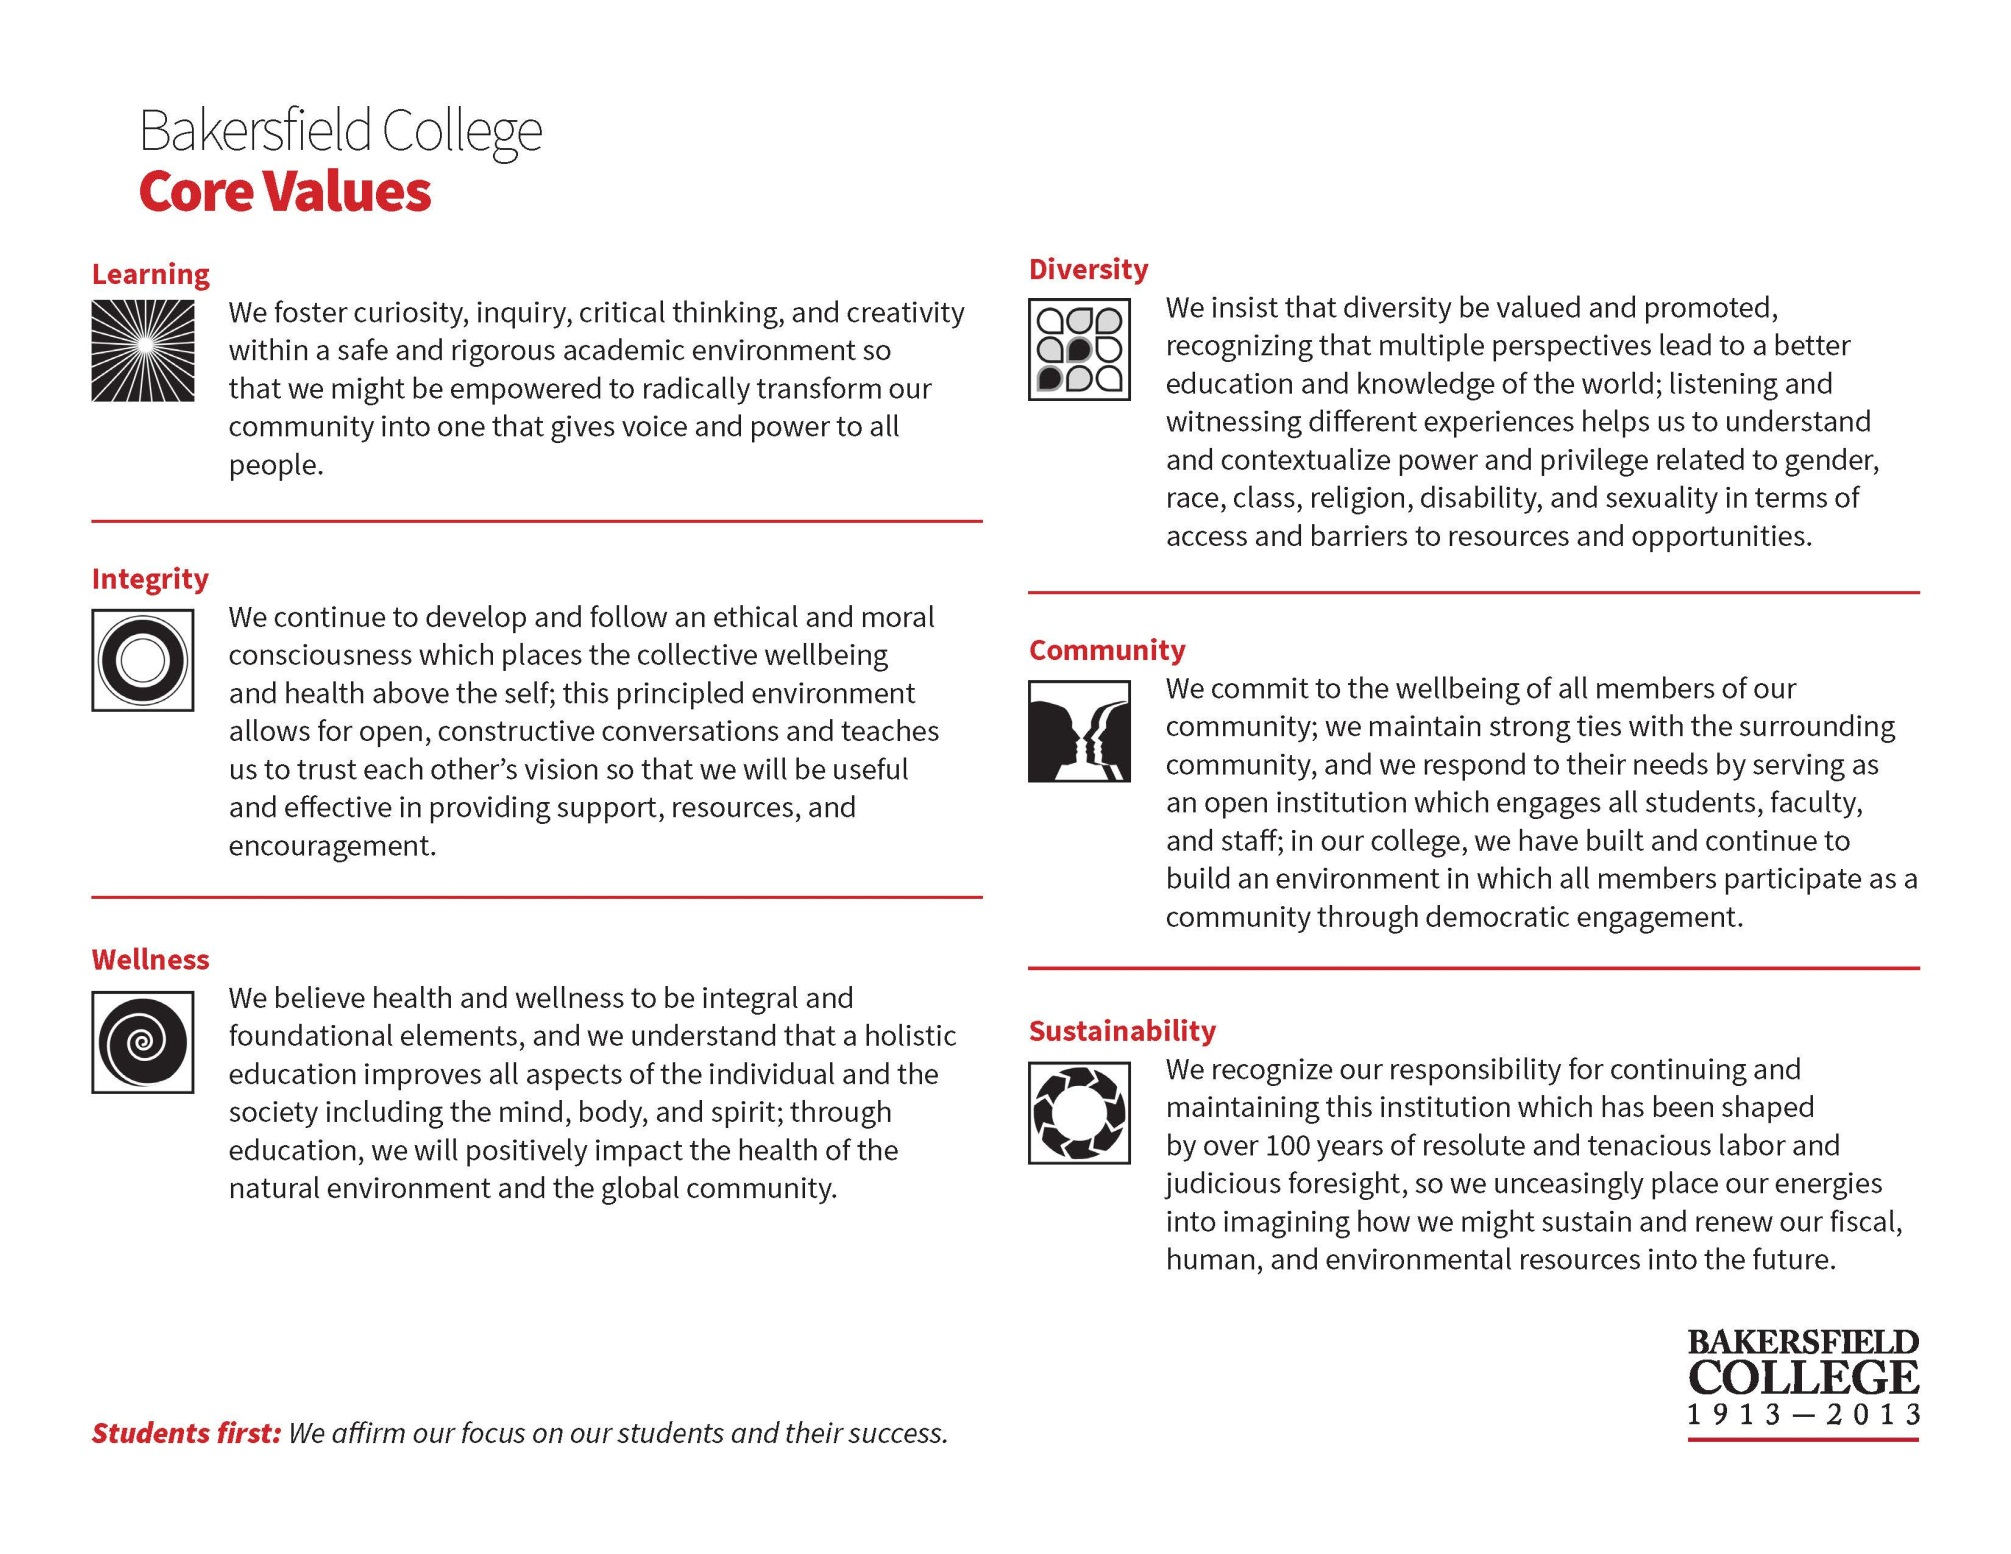 Bakersfield College
Core Values
Learning
We foster curiosity, inquiry, critical thinking, and creativity
within a safe and rigorous academic environment so
that we might be empowered to radically transform our
community into one that gives voice and power to all
people.
Integrity
We continue to develop and follow an ethical and moral
consciousness which places the collective wellbeing
and health above the self; this principled environment
allows for open, constructive conversations and teaches
us to trust each other’s vision so that we will be useful
and effective in providing support, resources, and
encouragement.
Wellness
We believe health and wellness to be integral and
foundational elements, and we understand that a holistic
education improves all aspects of the individual and the
society including the mind, body, and spirit; through
education, we will positively impact the health of the
natural environment and the global community.
Diversity
We insist that diversity be valued and promoted,
recognizing that multiple perspectives lead to a better
education and knowledge of the world; listening and
witnessing different experiences helps us to understand
and contextualize power and privilege related to gender,
race, class, religion, disability, and sexuality in terms of
access and barriers to resources and opportunities.
Community
We commit to the wellbeing of all members of our
community; we maintain strong ties with the surrounding
community, and we respond to their needs by serving as
an open institution which engages all students, faculty,
and staff; in our college, we have built and continue to
build an environment in which all members participate as a
community through democratic engagement.
Sustainability
We recognize our responsibility for continuing and
maintaining this institution which has been shaped
by over 100 years of resolute and tenacious labor and
judicious foresight, so we unceasingly place our energies
into imagining how we might sustain and renew our fiscal,
human, and environmental resources into the future.
Students first: We affirm our focus on our students and their success.
BAKERSFIELD
COLLEGE
1913—2013